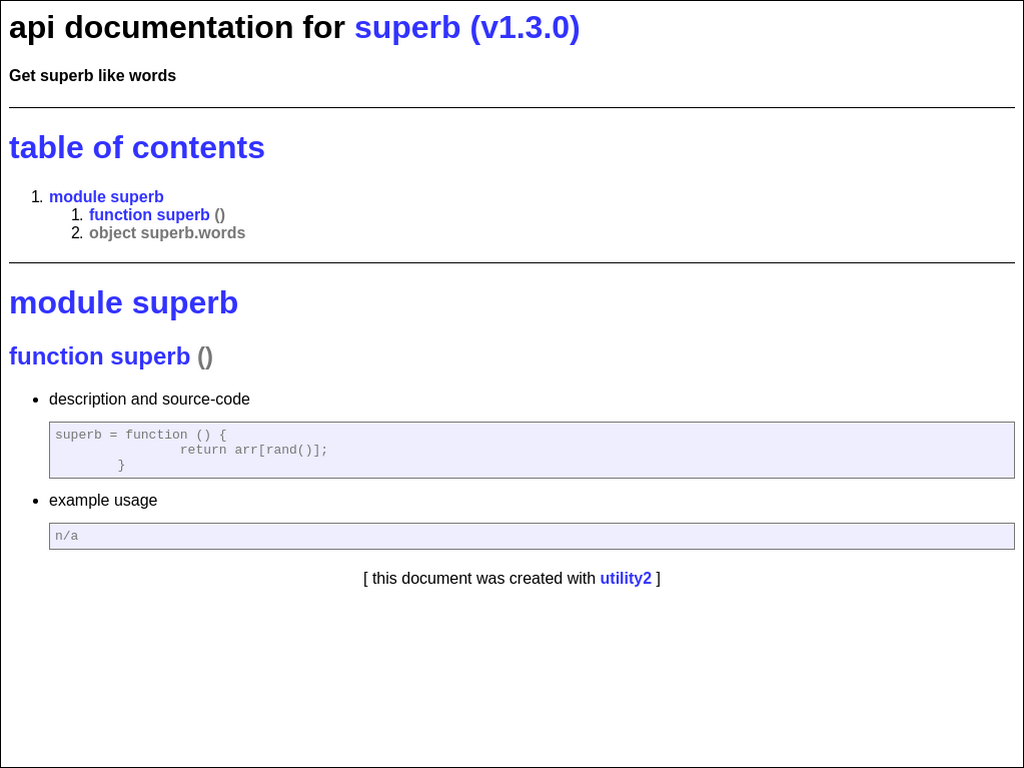 api documentation for superb (v1.3.0)
Get superb like words
table of contents
1. module superb
1. function superb ()
2. object superb.words
module superb
function superb ()
• description and source-code
superb = function () {
                return arr[rand()];
        }
• example usage
n/a
[ this document was created with utility2 ]